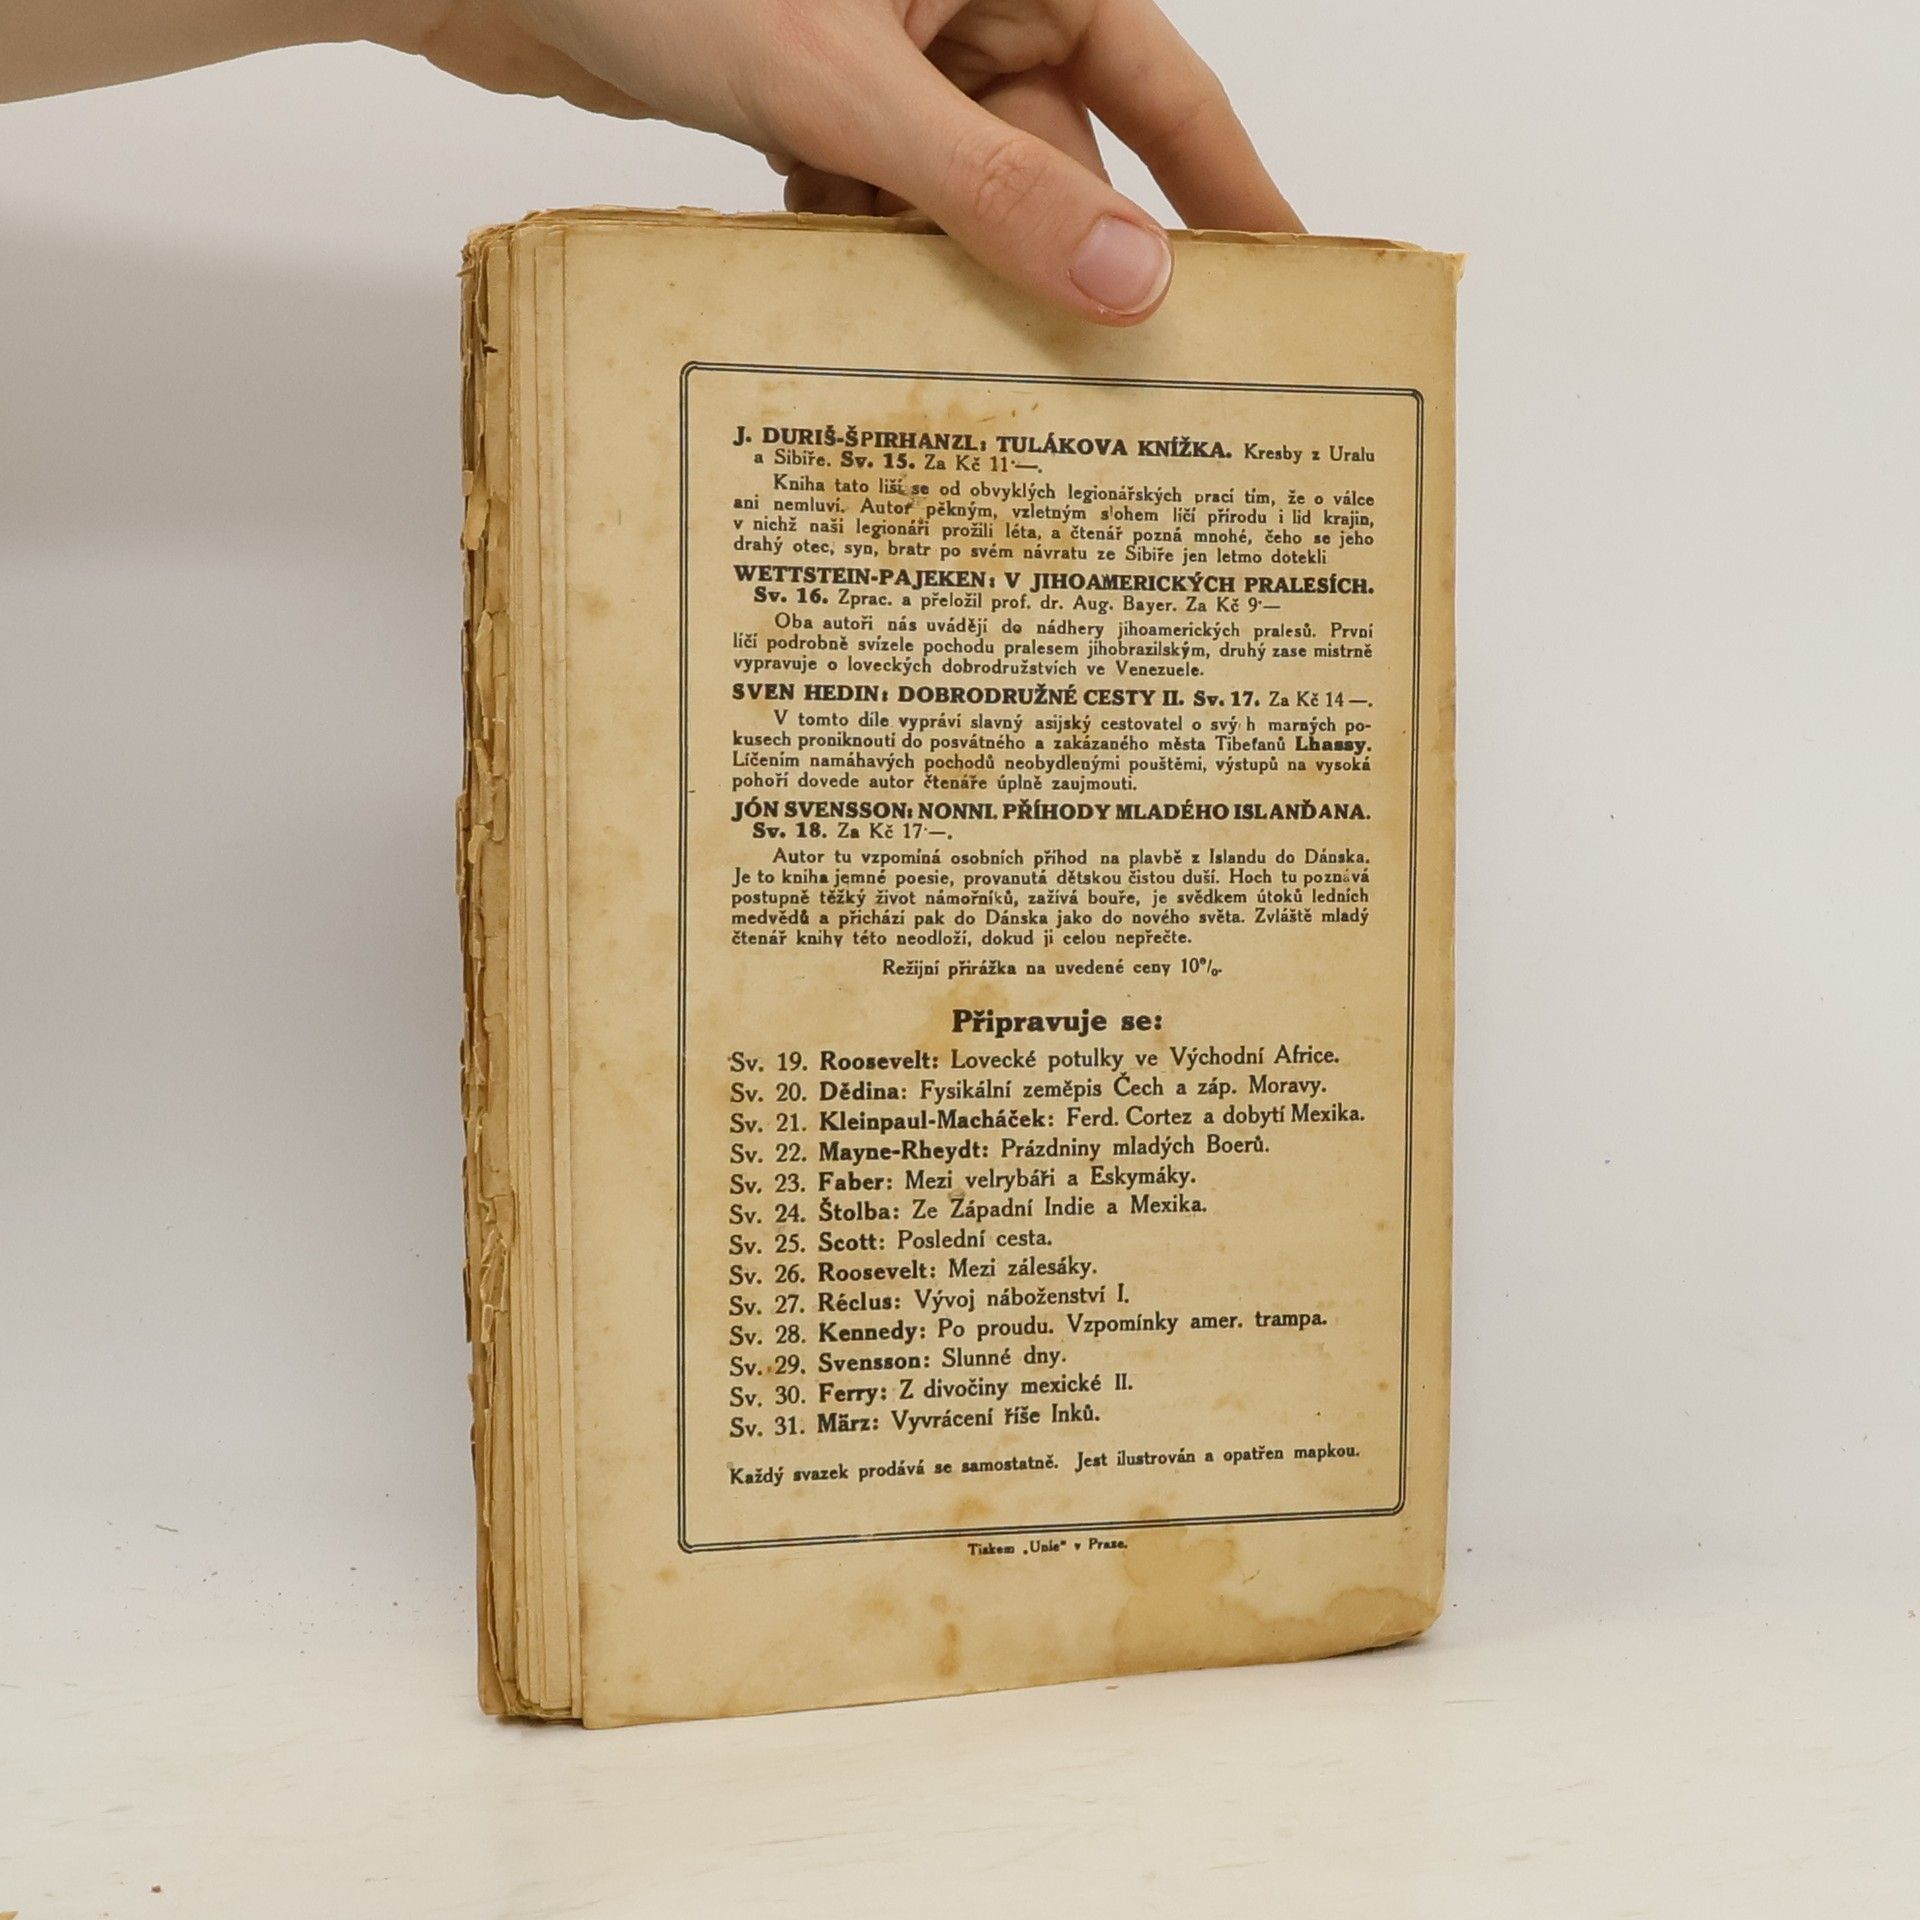 J. DURIŠ-ŠPIRHANZL: TULÁKOVA KNÍŽKA. Kresby z Uralu
a Sibiře. Sv. 15. Za Kč 11·—.
Kniha tato liší se od obvyklých legionářských prací tím, že o válce
ani nemluví. Autor pěkným, vzletným slohem líčí přírodu i lid krajin,
v nichž naši legionáři prožili léta, a čtenář pozná mnohé, čeho se jeho
drahý otec, syn, bratr po svém návratu ze Sibiře jen letmo dotekli
WETTSTEIN-PAJEKEN: V JIHOAMERICKÝCH PRALESÍCH.
Sv. 16. Zprac. a přeložil prof. dr. Aug. Bayer. Za Kč 9·—
Oba autoři nás uvádějí do nádhery jihoamerických pralesů. První
líčí podrobně svízele pochodu pralesem jihobrazilským, druhý zase mistrně
vypravuje o loveckých dobrodružstvích ve Venezuele.
SVEN HEDIN: DOBRODRUŽNÉ CESTY II. Sv. 17. Za Kč 14 —.
V tomto díle vypráví slavný asijský cestovatel o svých marných po-
kusech proniknouti do posvátného a zakázaného města Tibeťanů Lhassy.
Líčením namáhavých pochodů neobydlenými pouštěmi, výstupů na vysoká
pohoří dovede autor čtenáře úplně zaujmouti.
JÓN SVENSSON: NONNI. PŘÍHODY MLADÉHO ISLANĎANA.
Sv. 18. Za Kč 17·—.
Autor tu vzpomíná osobních příhod na plavbě z Islandu do Dánska.
Je to kniha jemné poesie, provanutá dětskou čistou duší. Hoch tu poznává
postupně těžký život námořníků, zažívá bouře, je svědkem útoků ledních
medvědů a přichází pak do Dánska jako do nového světa. Zvláště mladý
čtenář knihy této neodloží, dokud ji celou nepřečte.
Režijní přirážka na uvedené ceny 10%.
Připravuje se:
Sv. 19. Roosevelt: Lovecké potulky ve Východní Africe.
Sv. 20. Dědina: Fysikální zeměpis Čech a záp. Moravy.
Sv. 21. Kleinpaul-Macháček: Ferd. Cortez a dobytí Mexika.
Sv. 22. Mayne-Rheydt: Prázdniny mladých Boerů.
Sv. 23. Faber: Mezi velrybáři a Eskymáky.
Sv. 24. Štolba: Ze Západní Indie a Mexika.
Sv. 25. Scott: Poslední cesta.
Sv. 26. Roosevelt: Mezi zálesáky.
Sv. 27. Réclus: Vývoj náboženství I.
Sv. 28. Kennedy: Po proudu. Vzpomínky amer. trampa.
Sv. 29. Svensson: Slunné dny.
Sv. 30. Ferry: Z divočiny mexické II.
Sv. 31. März: Vyvrácení říše Inků.
Každý svazek prodává se samostatně. Jest ilustrován a opatřen mapkou.
Tiskem „Unie" v Praze.